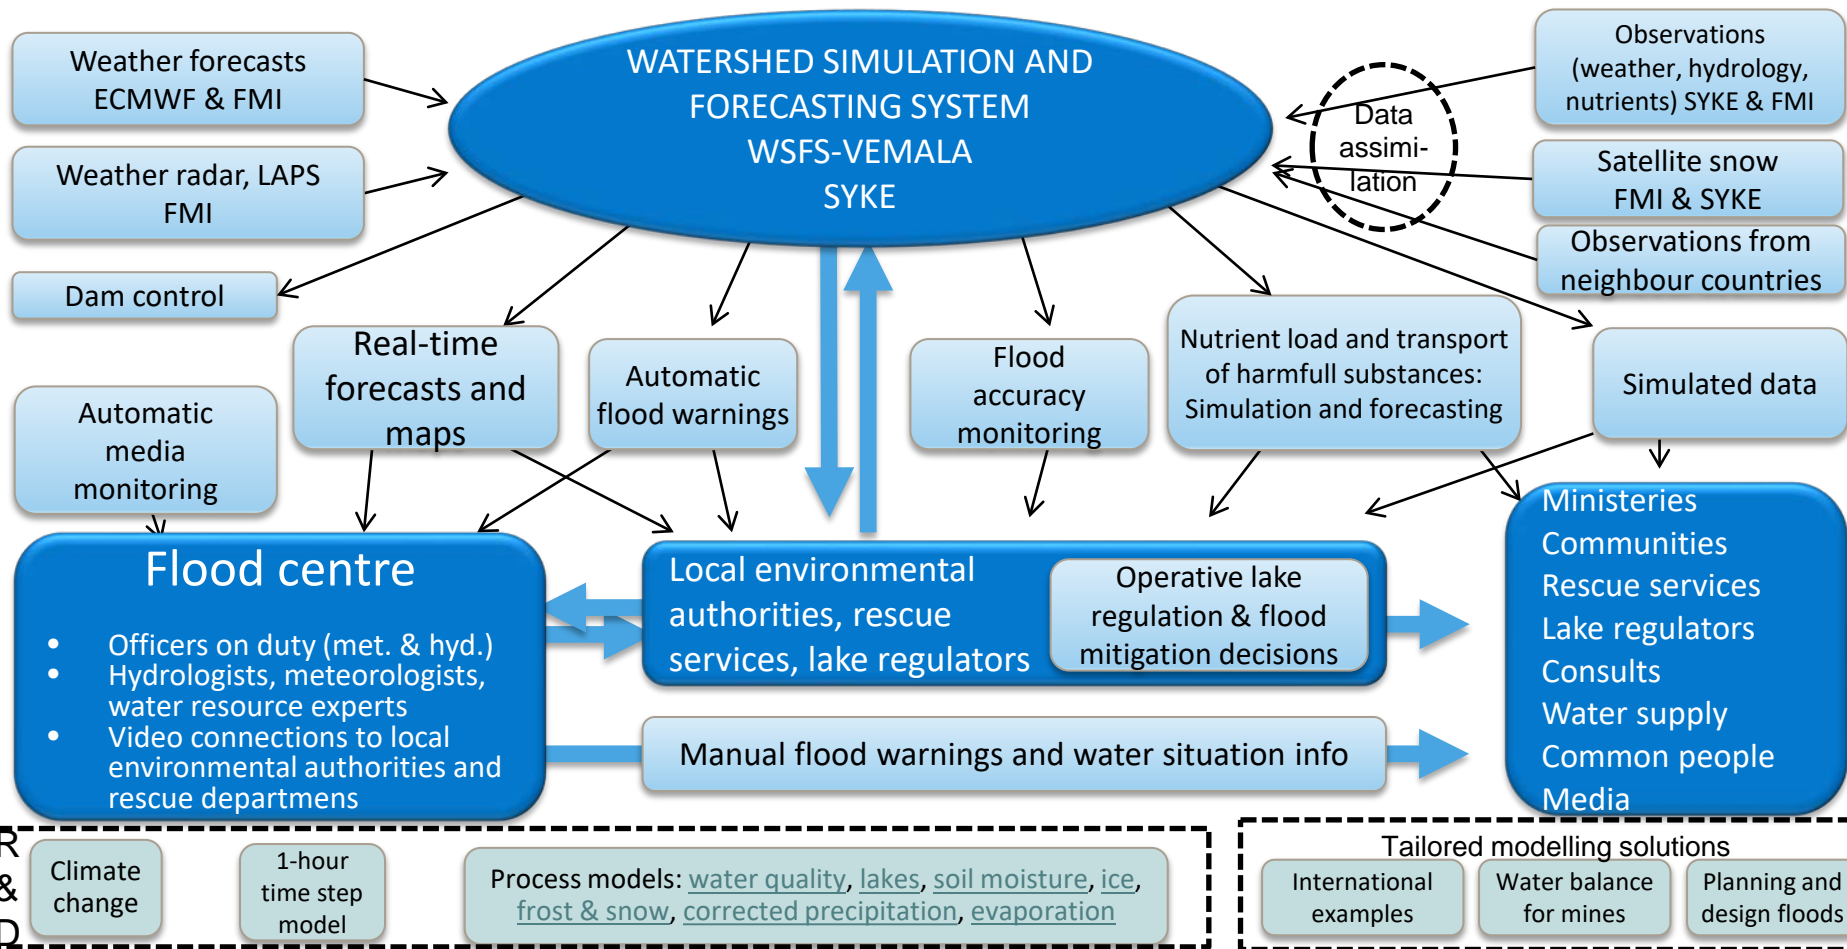 Weather forecasts
ECMWF & FMI
Weather radar, LAPS
FMI
WATERSHED SIMULATION AND
FORECASTING SYSTEM
WSFS-VEMALA
SYKE
Data
assimi-
lation
Observations
(weather, hydrology,
nutrients) SYKE & FMI
Satellite snow
FMI & SYKE
Observations from
neighbour countries
Dam control
Real-time
forecasts and
maps
Automatic
flood warnings
Flood
accuracy
monitoring
Nutrient load and transport
of harmfull substances:
Simulation and forecasting
Simulated data
Automatic
media
monitoring
Flood centre
• Officers on duty (met. & hyd.)
• Hydrologists, meteorologists,
water resource experts
• Video connections to local
environmental authorities and
rescue departmens
Local environmental
authorities, rescue
services, lake regulators
Operative lake
regulation & flood
mitigation decisions
Manual flood warnings and water situation info
Ministeries
Communities
Rescue services
Lake regulators
Consults
Water supply
Common people
Media
R
&
D
Climate
change
1-hour
time step
model
Process models: water quality, lakes, soil moisture, ice,
frost & snow, corrected precipitation, evaporation
Tailored modelling solutions
International
examples
Water balance
for mines
Planning and
design floods